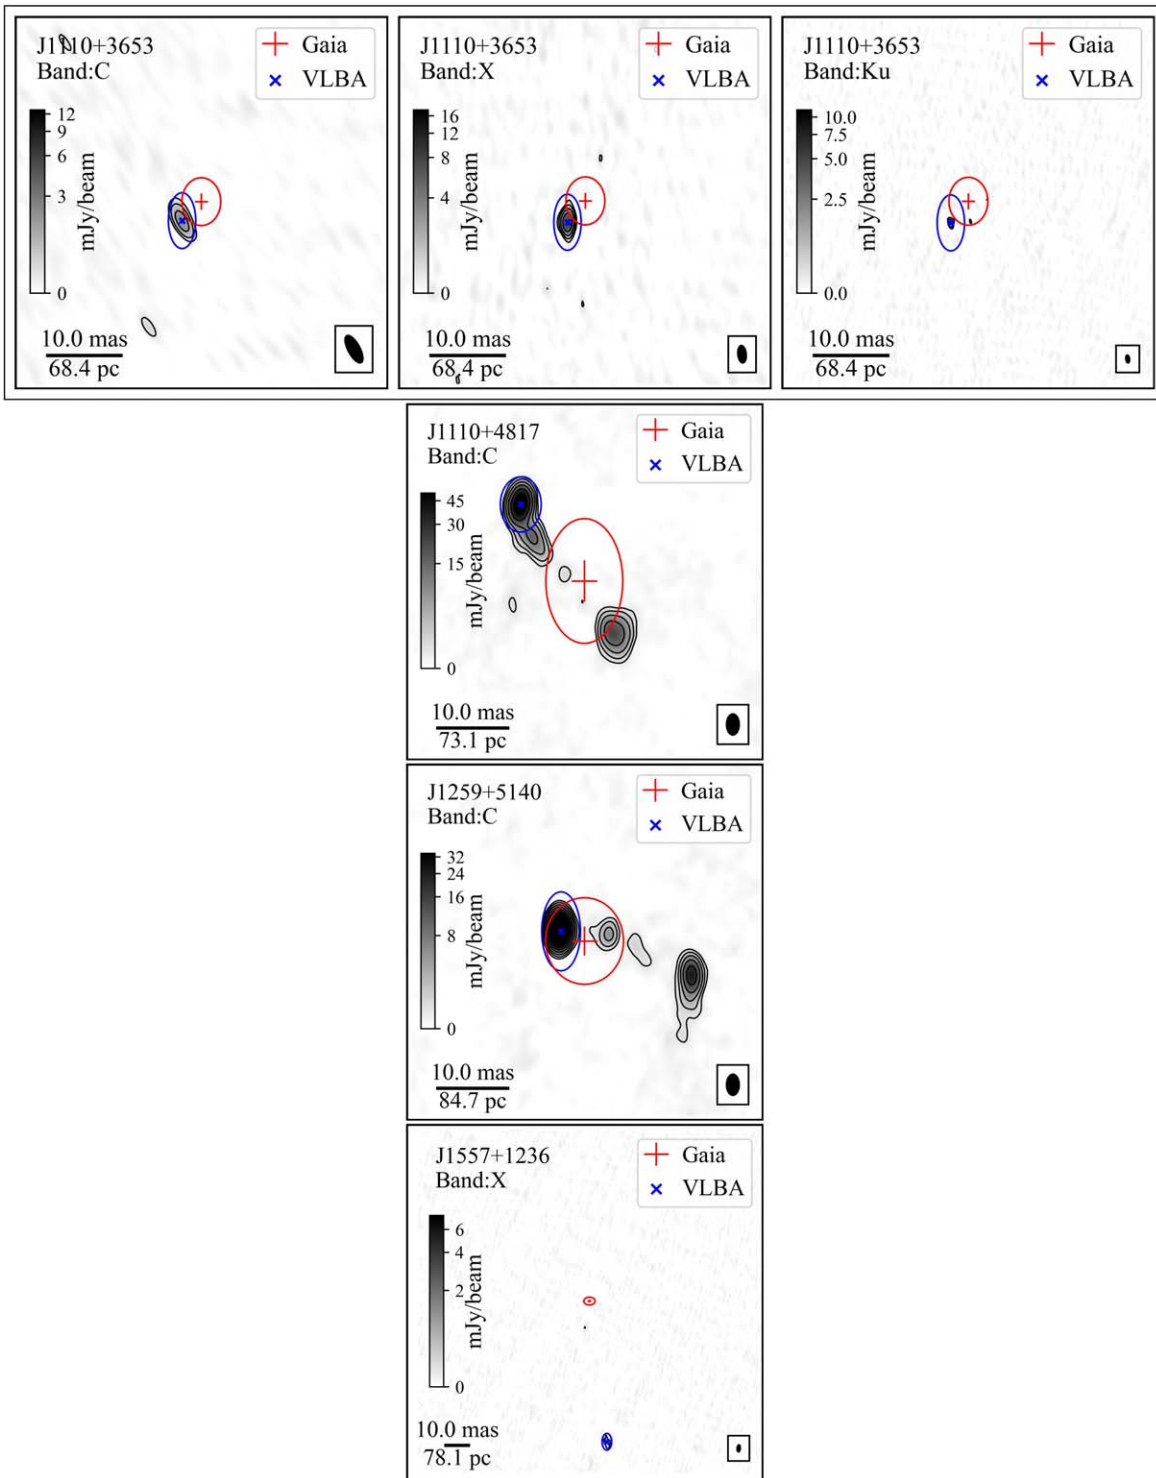 J1110+3653
Band:C
Gaia
VLBA
12
9
6
3
0
mJy/beam
10.0 mas
68.4 pc
J1110+3653
Band:X
Gaia
VLBA
16
12
8
4
0
mJy/beam
10.0 mas
68.4 pc
J1110+3653
Band:Ku
Gaia
VLBA
10.0
7.5
5.0
2.5
0.0
mJy/beam
10.0 mas
68.4 pc
J1110+4817
Band:C
Gaia
VLBA
45
30
15
0
mJy/beam
10.0 mas
73.1 pc
J1259+5140
Band:C
Gaia
VLBA
32
24
16
8
0
mJy/beam
10.0 mas
84.7 pc
J1557+1236
Band:X
Gaia
VLBA
6
4
2
0
mJy/beam
10.0 mas
78.1 pc